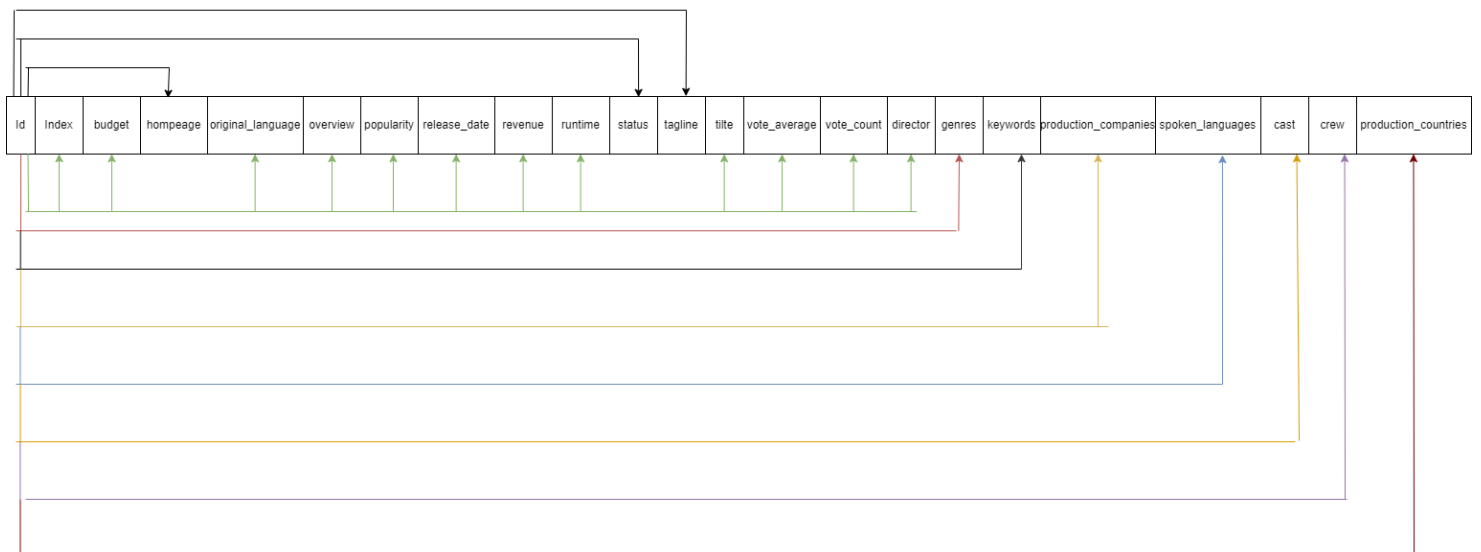 Id Index budget hompeage original_language overview popularity release_date revenue runtime status tagline tilte vote_average vote_count director genres keywords production_companies spoken_languages cast crew production_countries